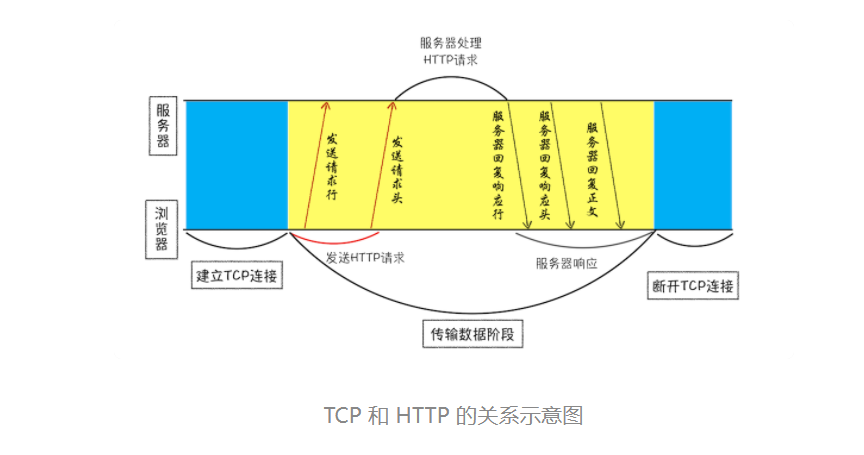 服务器处理
HTTP请求
服务器
发送请求行
发送请求头
服务器回复响应行
服务器回复响应头
服务器回复正文
浏览器
发送HTTP请求
服务器响应
建立TCP连接
断开TCP连接
传输数据阶段
TCP 和 HTTP 的关系示意图